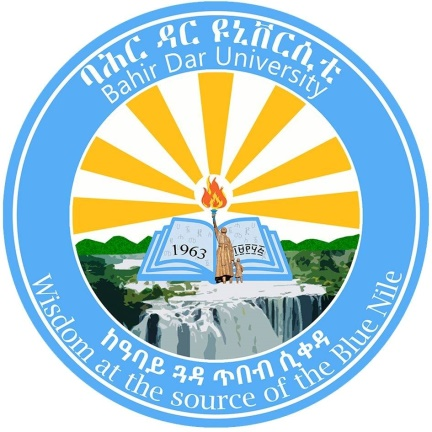 ባሕር ዳር ዩኒቨርሲቲ
Bahir Dar University
1963
ከዓባይ ጓዳ ጥበብ ሲቀዳ
Wisdom at the source of the Blue Nile